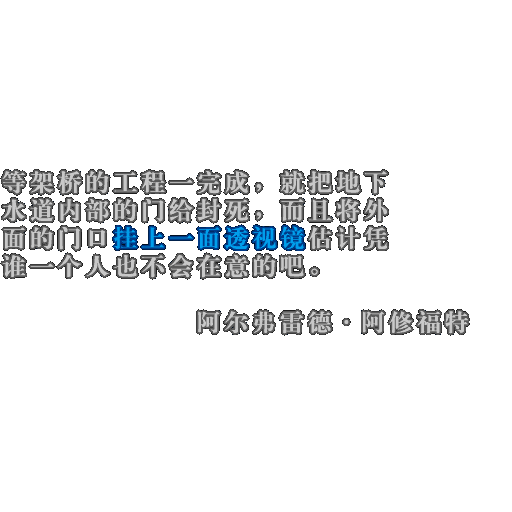 等架桥的工程一完成，就把地下
水道内部的门给封死，而且将外
面的门口挂上一面透视镜估计凭
谁一个人也不会在意的吧。
阿尔弗雷德·阿修福特